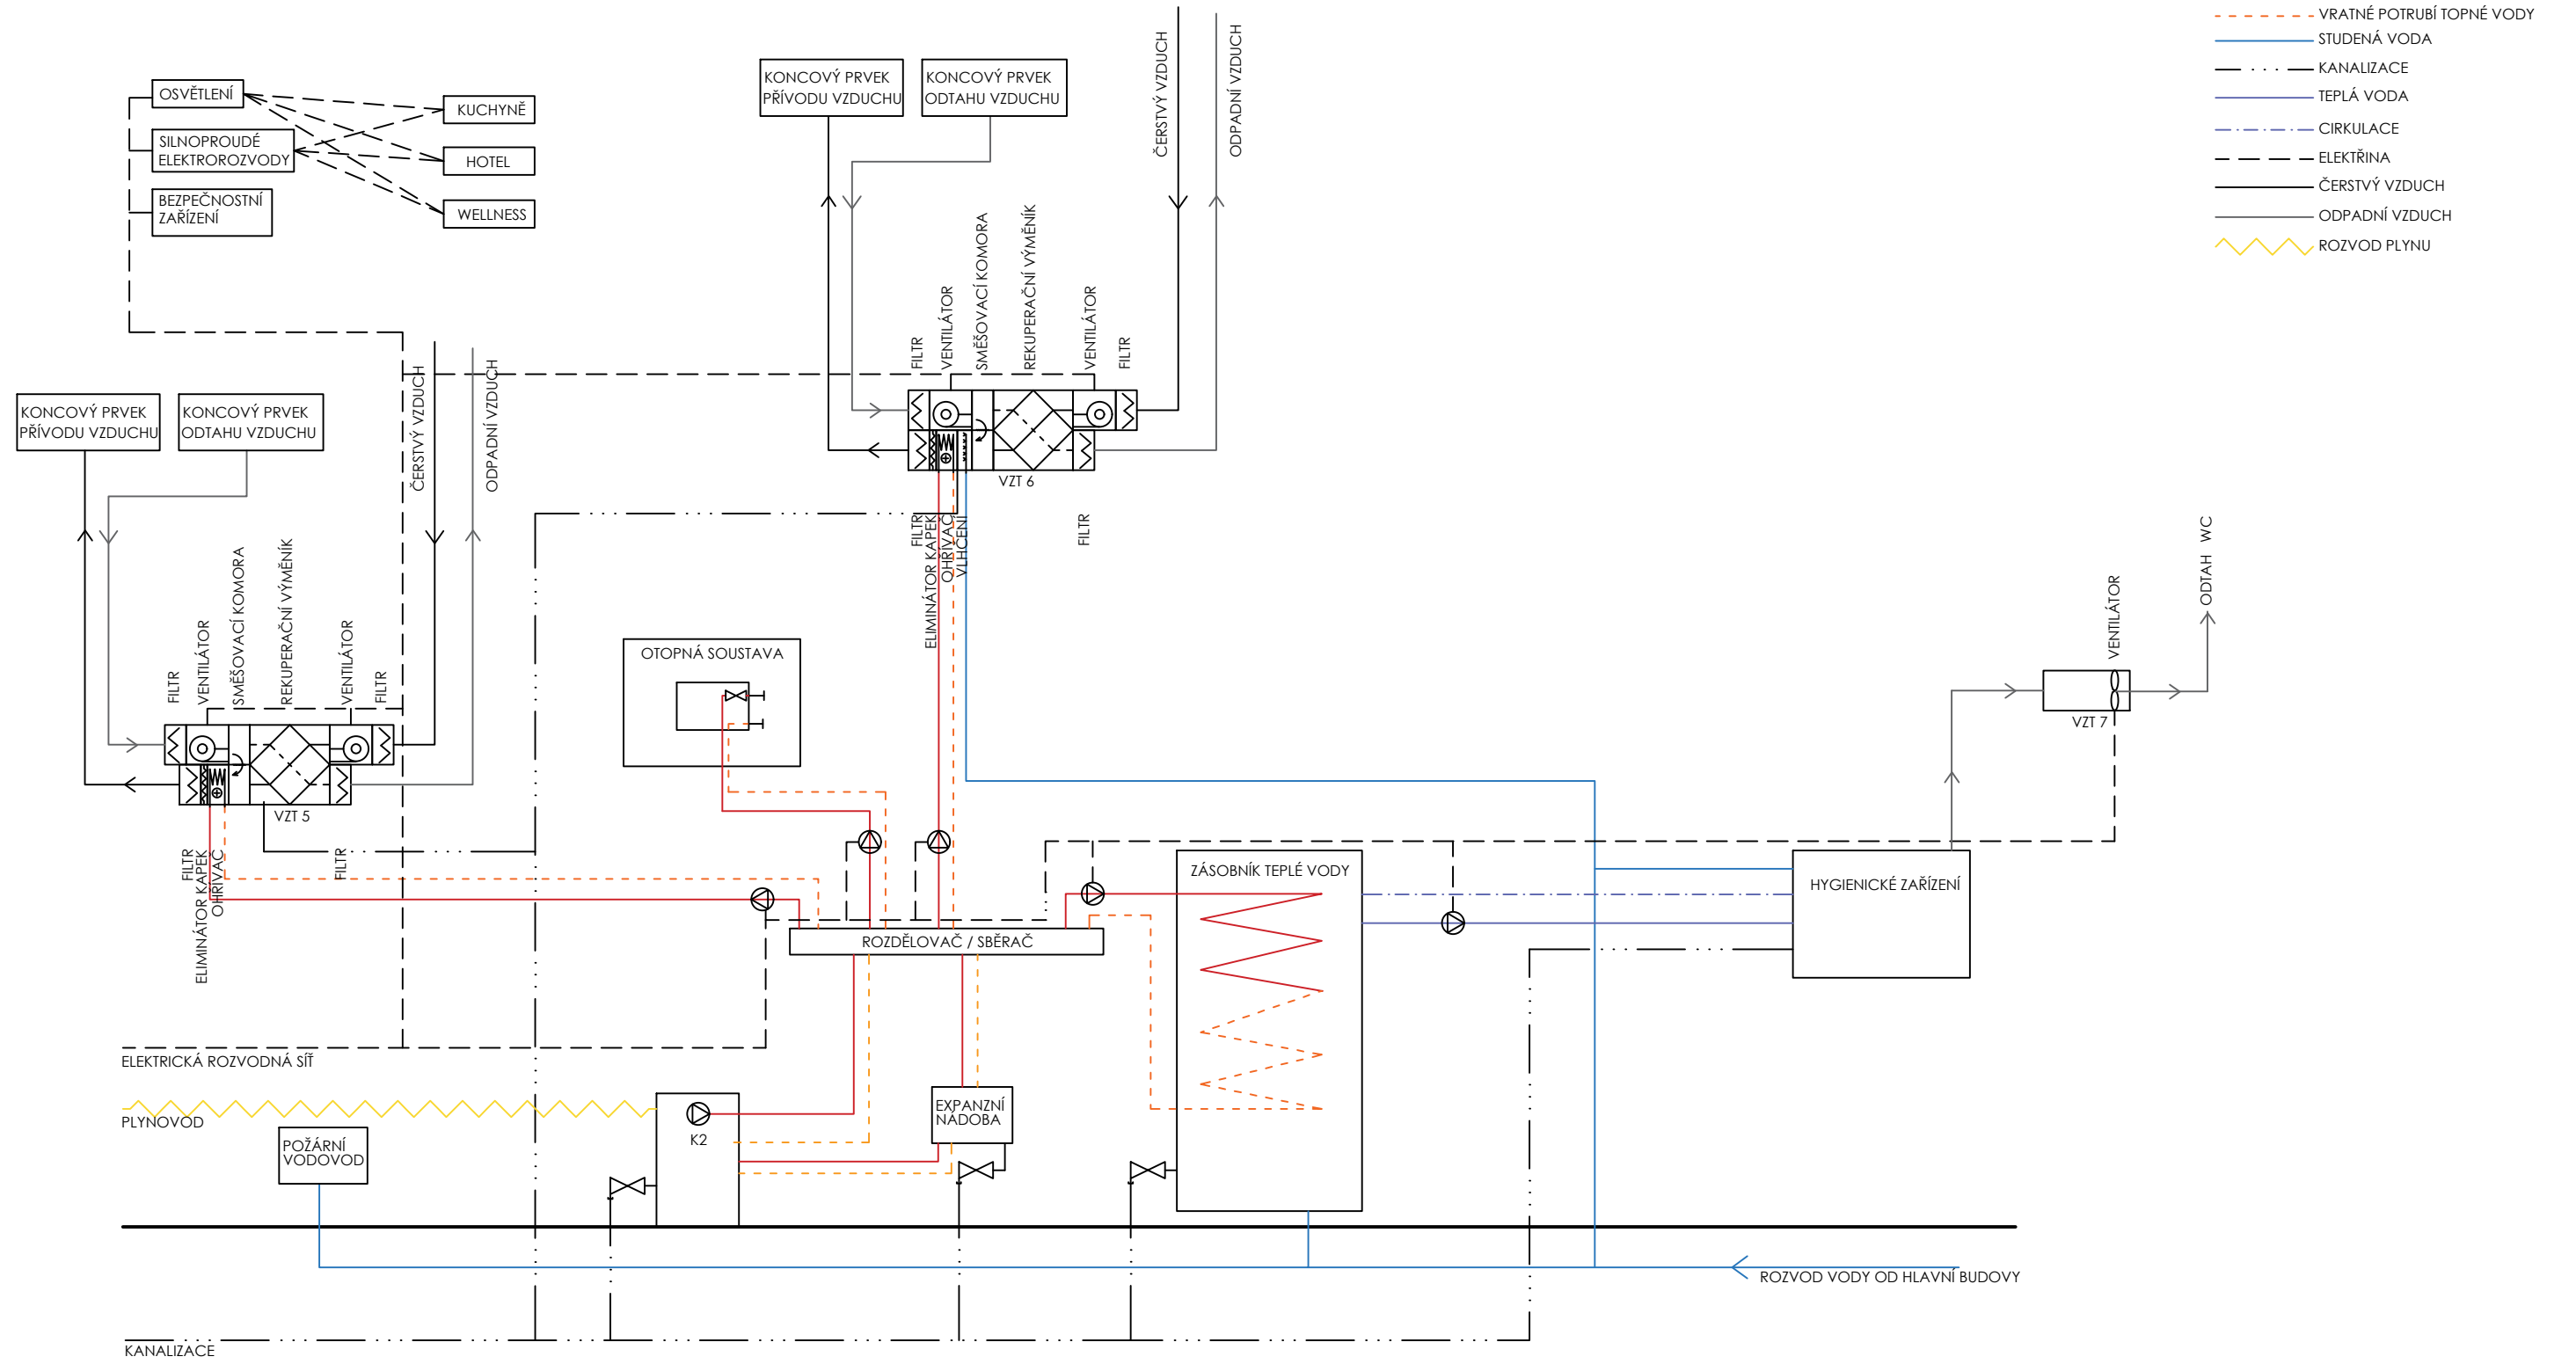 VRATNÉ POTRUBÍ TOPNÉ VODY
STUDENÁ VODA
KANALIZACE
TEPLÁ VODA
CIRKULACE
ELEKTŘINA
ČERSTVÝ VZDUCH
ODPADNÍ VZDUCH
ROZVOD PLYNU
OSVĚTLENÍ
SILNOPROUDÉ
ELEKTROROZVODY
BEZPEČNOSTNÍ
ZAŘÍZENÍ
KUCHYNĚ
HOTEL
WELLNESS
KONCOVÝ PRVEK
PŘÍVODU VZDUCHU
KONCOVÝ PRVEK
ODTAHU VZDUCHU
ČERSTVÝ VZDUCH
ODPADNÍ VZDUCH
FILTR
VENTILÁTOR
SMĚŠOVACÍ KOMORA
REKUPERAČNÍ VÝMĚNÍK
VENTILÁTOR
FILTR
VZT 6
FILTR
ELIMINÁTOR KAPEK
OHŘÍVAČ
VLHČENÍ
FILTR
KONCOVÝ PRVEK
PŘÍVODU VZDUCHU
KONCOVÝ PRVEK
ODTAHU VZDUCHU
ČERSTVÝ VZDUCH
ODPADNÍ VZDUCH
FILTR
VENTILÁTOR
SMĚŠOVACÍ KOMORA
REKUPERAČNÍ VÝMĚNÍK
VENTILÁTOR
FILTR
VZT 5
FILTR
ELIMINÁTOR KAPEK
OHŘÍVAČ
FILTR
OTOPNÁ SOUSTAVA
VENTILÁTOR
ODTAH WC
VZT 7
ZÁSOBNÍK TEPLÉ VODY
HYGIENICKÉ ZAŘÍZENÍ
ROZDĚLOVAČ / SBĚRAČ
ELEKTRICKÁ ROZVODNÁ SÍŤ
PLYNOVOD
K2
EXPANZNÍ
NÁDOBA
POŽÁRNÍ
VODOVOD
ROZVOD VODY OD HLAVNÍ BUDOVY
KANALIZACE